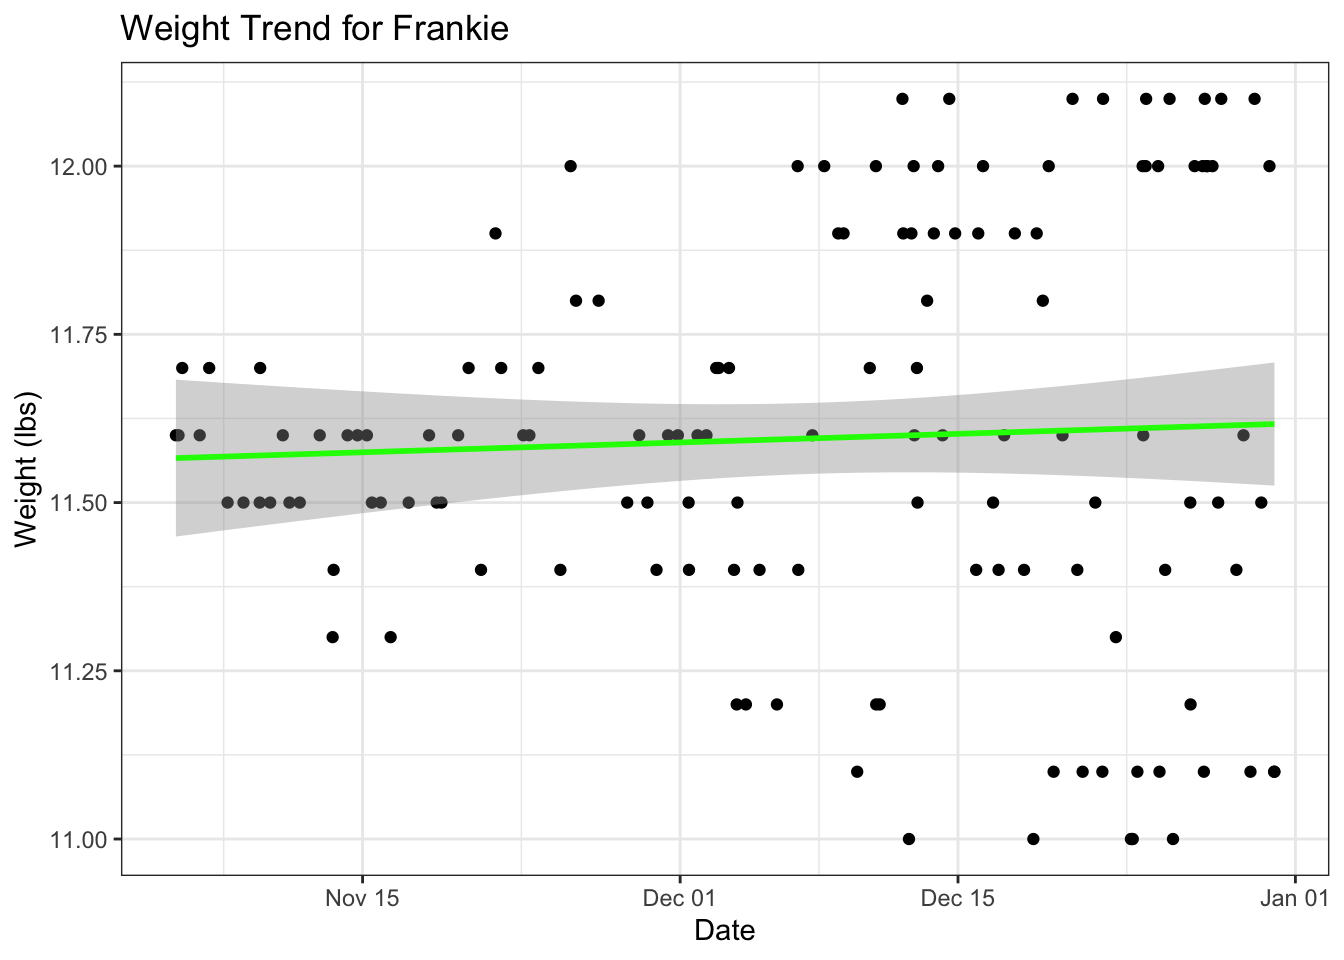 Weight Trend for Frankie
12.00
11.75
11.50
11.25
11.00
Weight (lbs)
Nov 15 Dec 01 Dec 15 Jan 01
Date